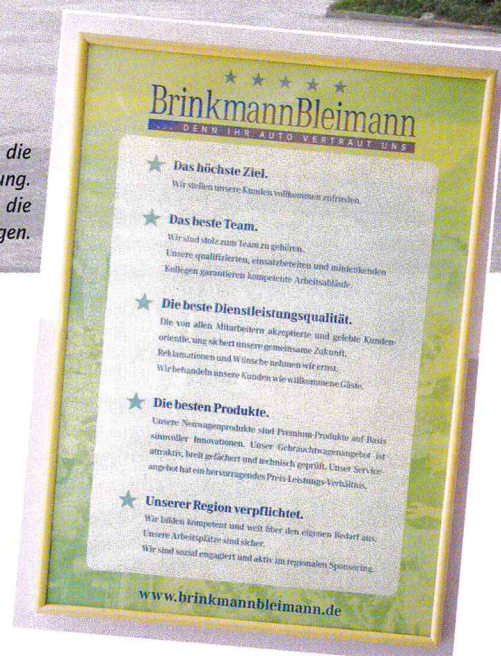 die
ung.
die
gen.
BrinkmannBleimann
... DENN IHR AUTO VERTRAUT UNS
Das höchste Ziel.
Wir stellen unsere Kunden vollkommen zufrieden.
Das beste Team.
Wir sind stolz zum Team zu gehören.
Unsere qualifizierten, einsatzbereiten und mitdenkenden
Kollegen garantieren kompetente Arbeitsabläufe.
Die beste Dienstleistungsqualität.
Die von allen Mitarbeitern akzeptierte und gelebte Kunden-
orientierung sichert unsere gemeinsame Zukunft.
Reklamationen und Wünsche nehmen wir ernst.
Wir behandeln unsere Kunden wie willkommene Gäste.
Die besten Produkte.
Unsere Neuwagenprodukte sind Premium-Produkte auf Basis
sinnvoller Innovationen. Unser Gebrauchtwagenangebot ist
attraktiv, breit gefächert und technisch geprüft. Unser Service-
angebot hat ein hervorragendes Preis-Leistungs-Verhältnis.
Unserer Region verpflichtet.
Wir bilden kompetent und weit über den eigenen Bedarf aus.
Unsere Arbeitsplätze sind sicher.
Wir sind sozial engagiert und aktiv im regionalen Sponsoring.
www.brinkmannbleimann.de